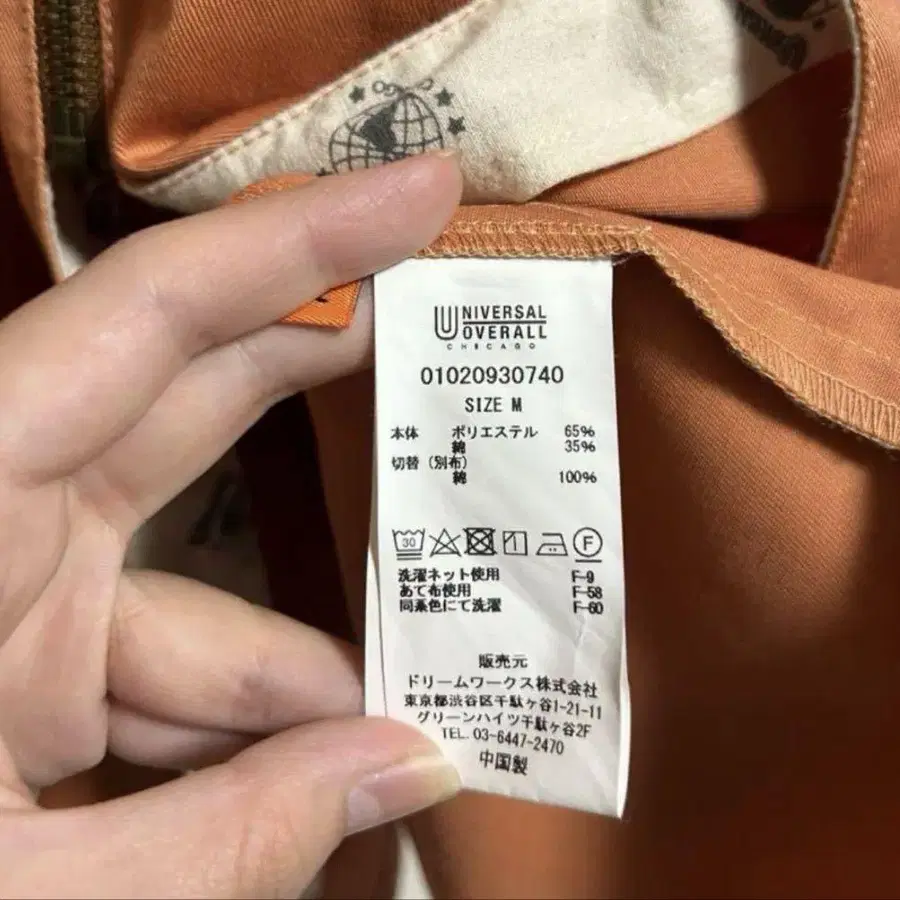 UNIVERSAL
OVERALL
CHICAGO
01020930740
SIZE M
本体 ポリエステル 65%
綿 35%
切替(別布)
綿 100%
30 F
洗濯ネット使用 F-9
あて布使用 F-58
同系色にて洗濯 F-60
販売元
ドリームワークス株式会社
東京都渋谷区千駄ヶ谷1-21-11
グリーンハイツ千駄ヶ谷2F
TEL. 03-6447-2470
中国製